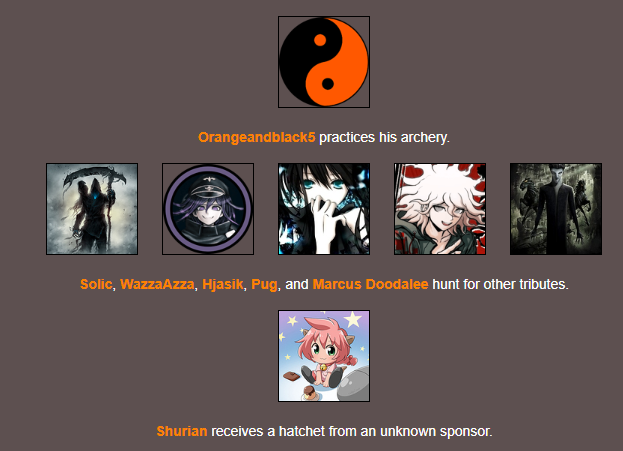 Orangeandblack5 practices his archery.
Solic, WazzaAzza, Hjasik, Pug, and Marcus Doodalee hunt for other tributes.
Shurian receives a hatchet from an unknown sponsor.